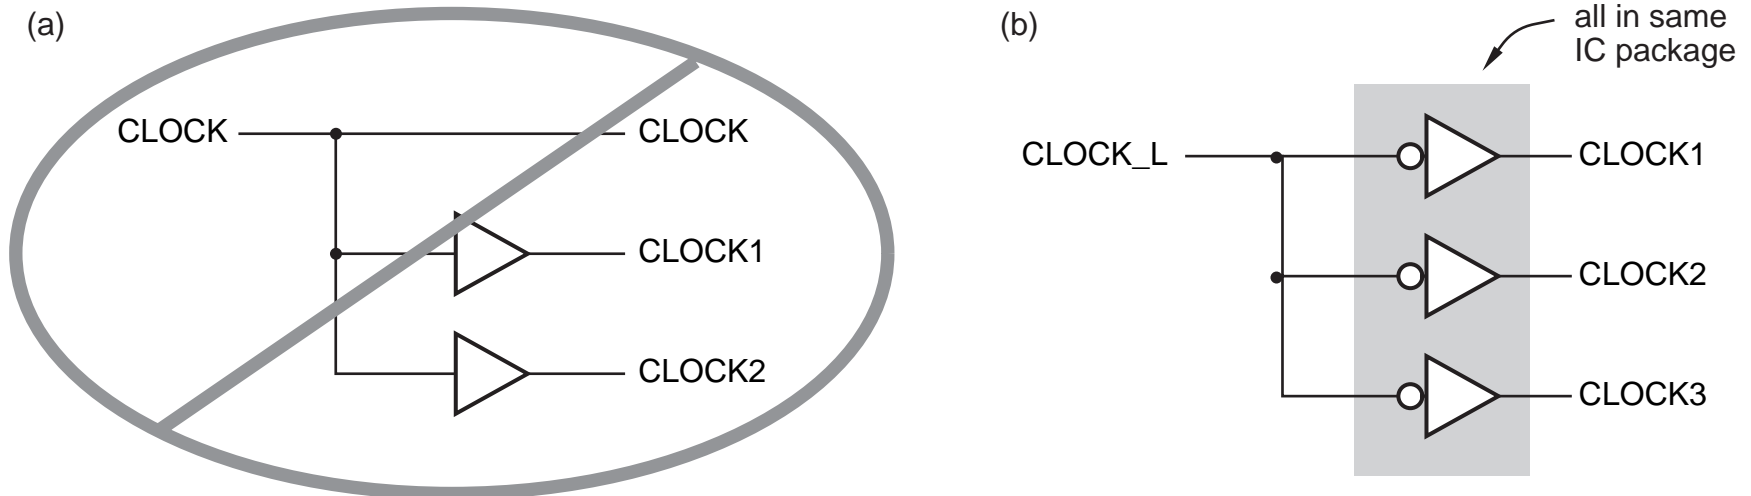 (a)
CLOCK
CLOCK
CLOCK1
CLOCK2
(b)
all in same
IC package
CLOCK_L
CLOCK1
CLOCK2
CLOCK3